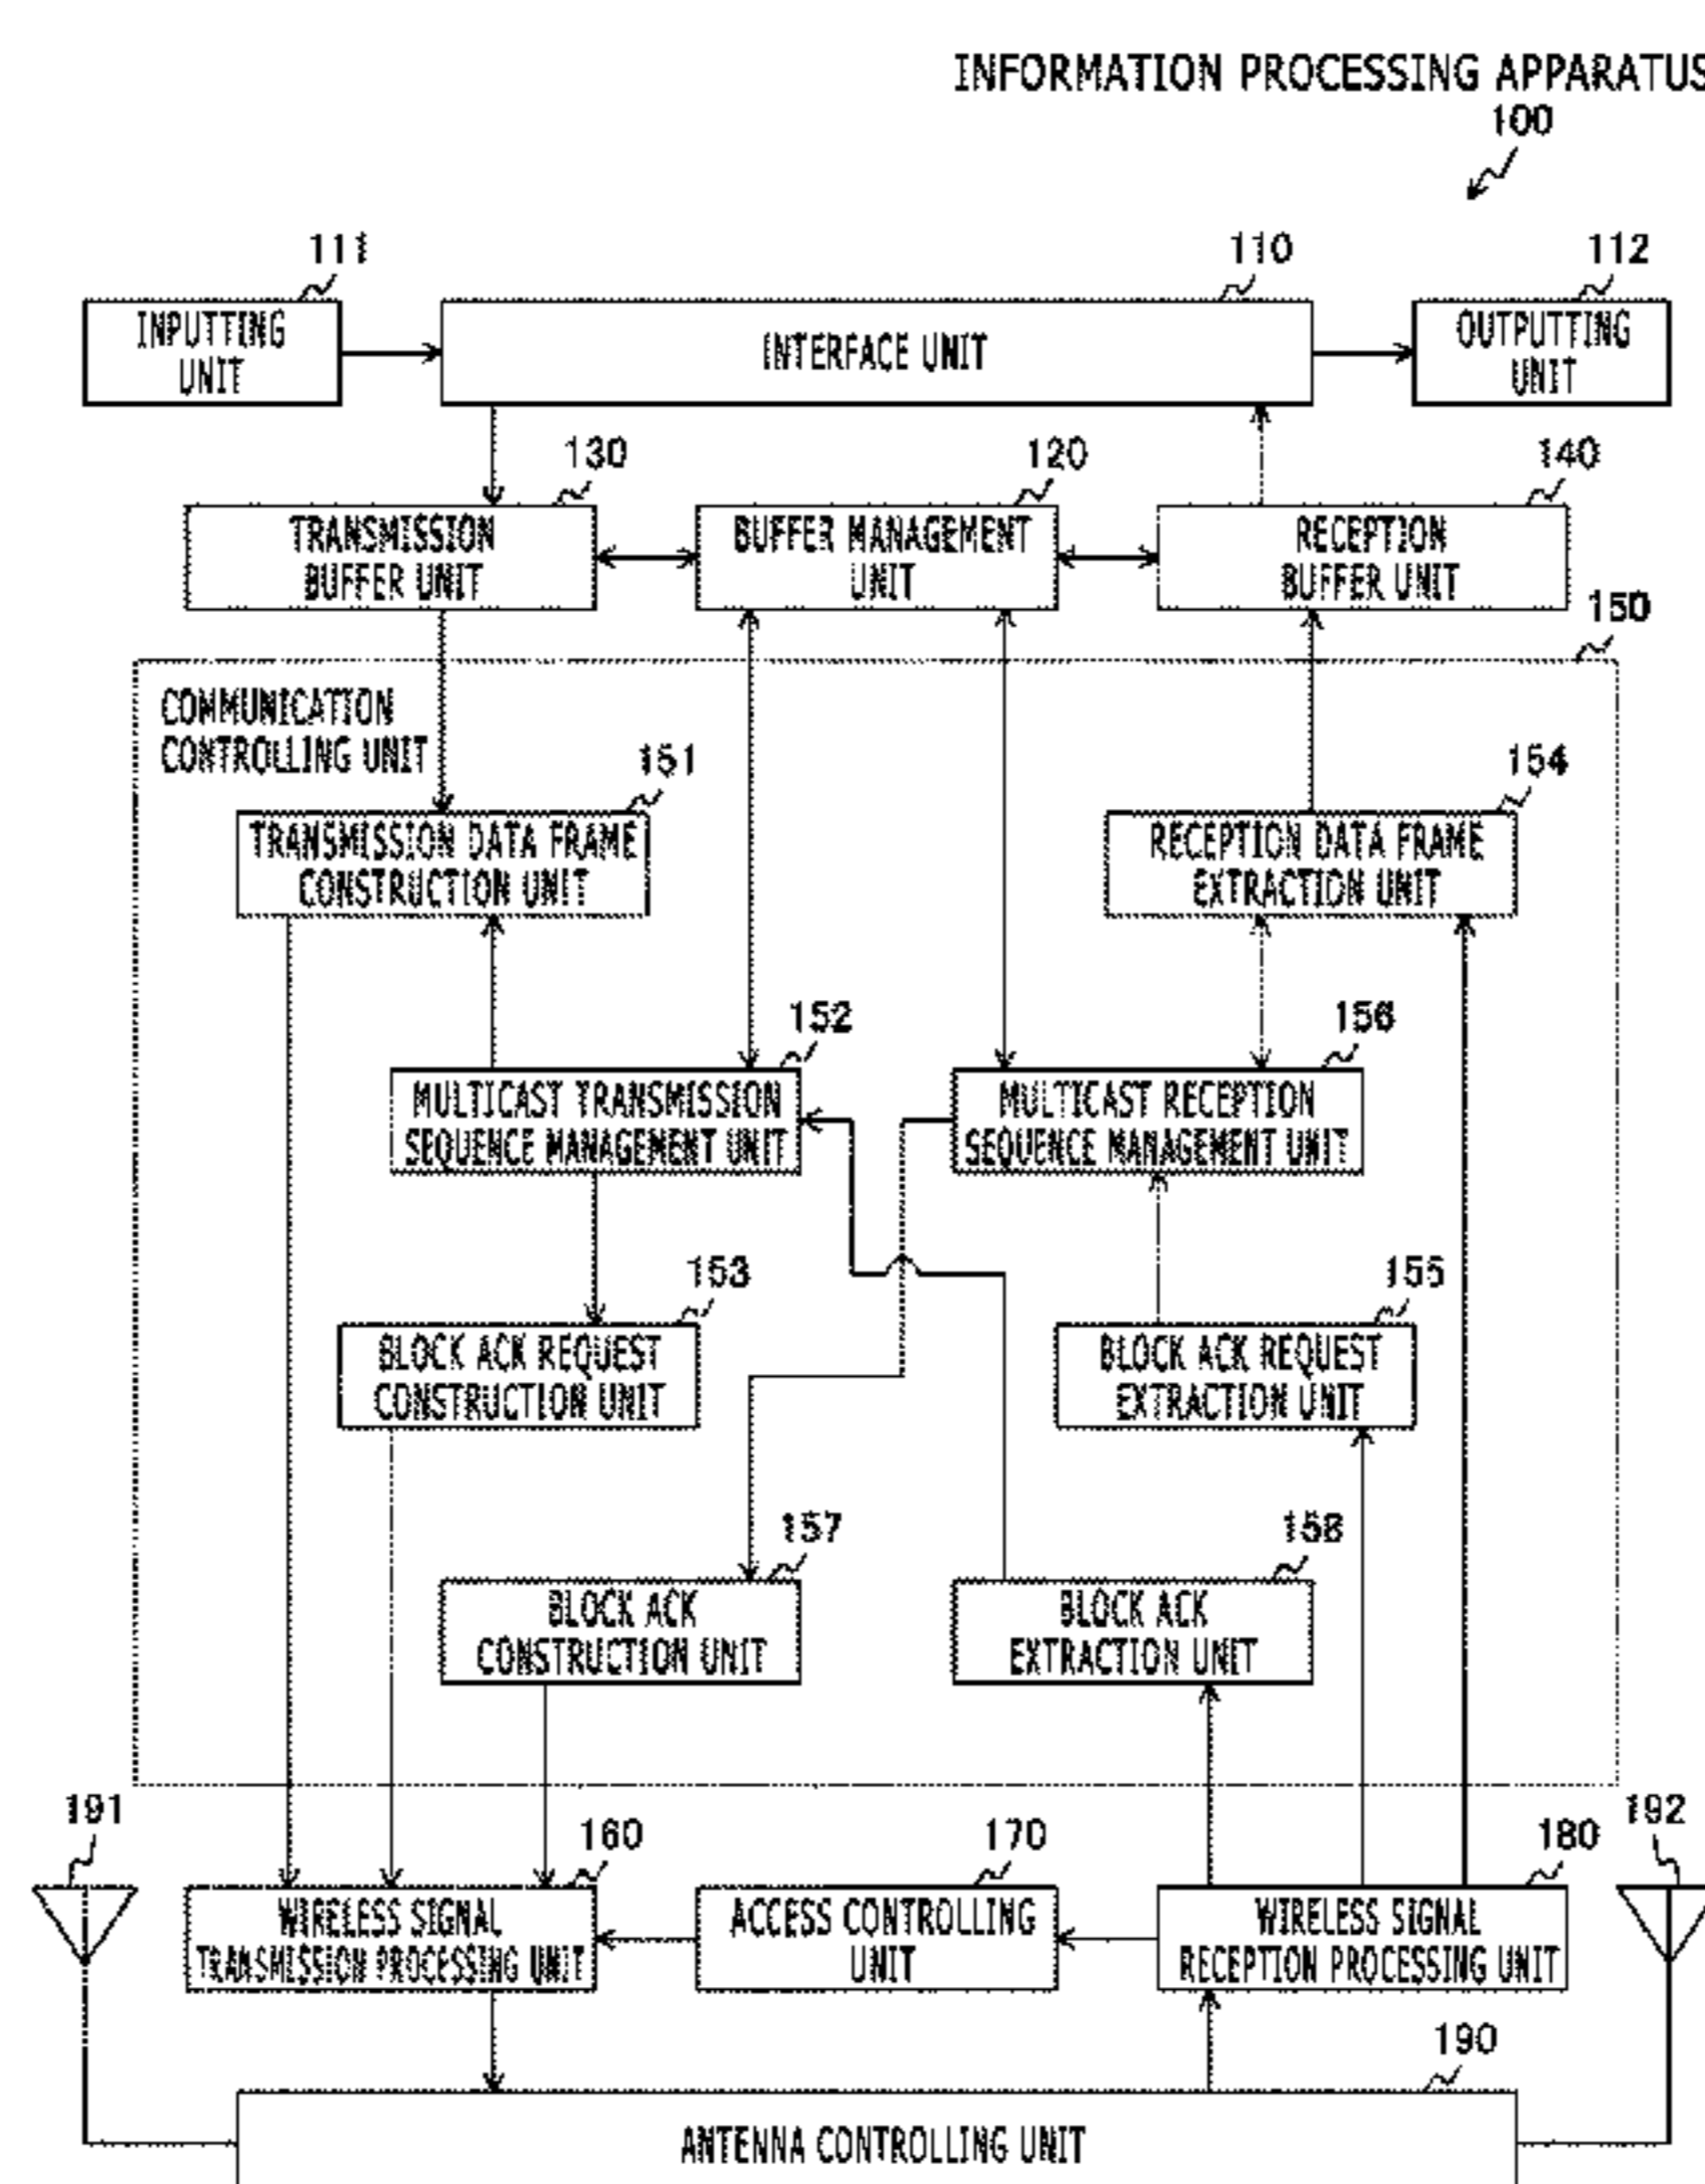 INFORMATION PROCESSING APPARATUS
100
111
110
112
INPUTTING
UNIT
INTERFACE UNIT
OUTPUTTING
UNIT
130
120
140
TRANSMISSION
BUFFER UNIT
BUFFER MANAGEMENT
UNIT
RECEPTION
BUFFER UNIT
150
COMMUNICATION
CONTROLLING UNIT
151
154
TRANSMISSION DATA FRAME
CONSTRUCTION UNIT
RECEPTION DATA FRAME
EXTRACTION UNIT
152
156
MULTICAST TRANSMISSION
SEQUENCE MANAGEMENT UNIT
MULTICAST RECEPTION
SEQUENCE MANAGEMENT UNIT
153
155
BLOCK ACK REQUEST
CONSTRUCTION UNIT
BLOCK ACK REQUEST
EXTRACTION UNIT
157
158
BLOCK ACK
CONSTRUCTION UNIT
BLOCK ACK
EXTRACTION UNIT
191
160
170
180
192
WIRELESS SIGNAL
TRANSMISSION PROCESSING UNIT
ACCESS CONTROLLING
UNIT
WIRELESS SIGNAL
RECEPTION PROCESSING UNIT
190
ANTENNA CONTROLLING UNIT